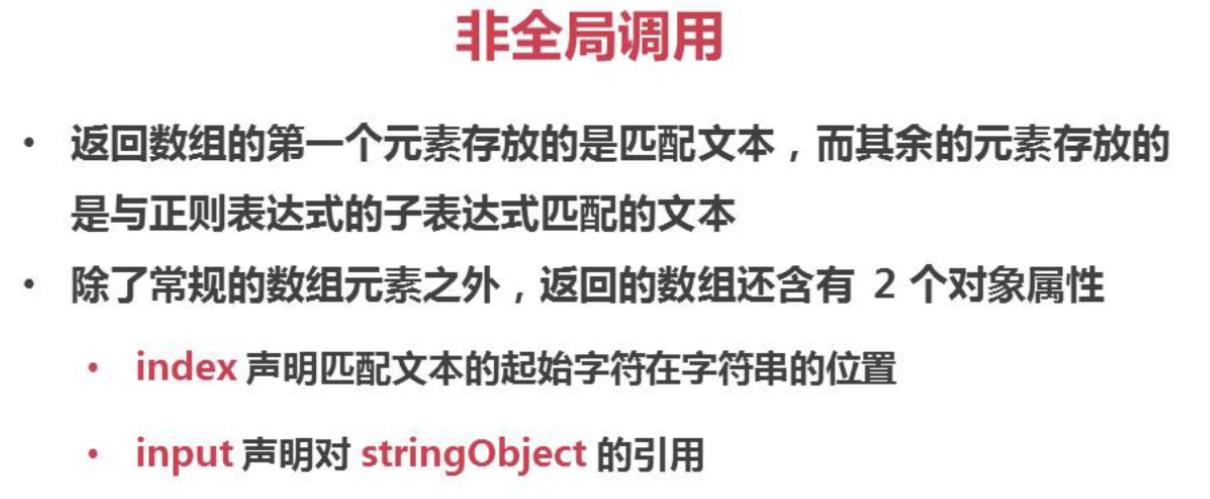 非全局调用
• 返回数组的第一个元素存放的是匹配文本，而其余的元素存放的
是与正则表达式的子表达式匹配的文本
• 除了常规的数组元素之外，返回的数组还含有 2 个对象属性
• index 声明匹配文本的起始字符在字符串的位置
• input 声明对 stringObject 的引用